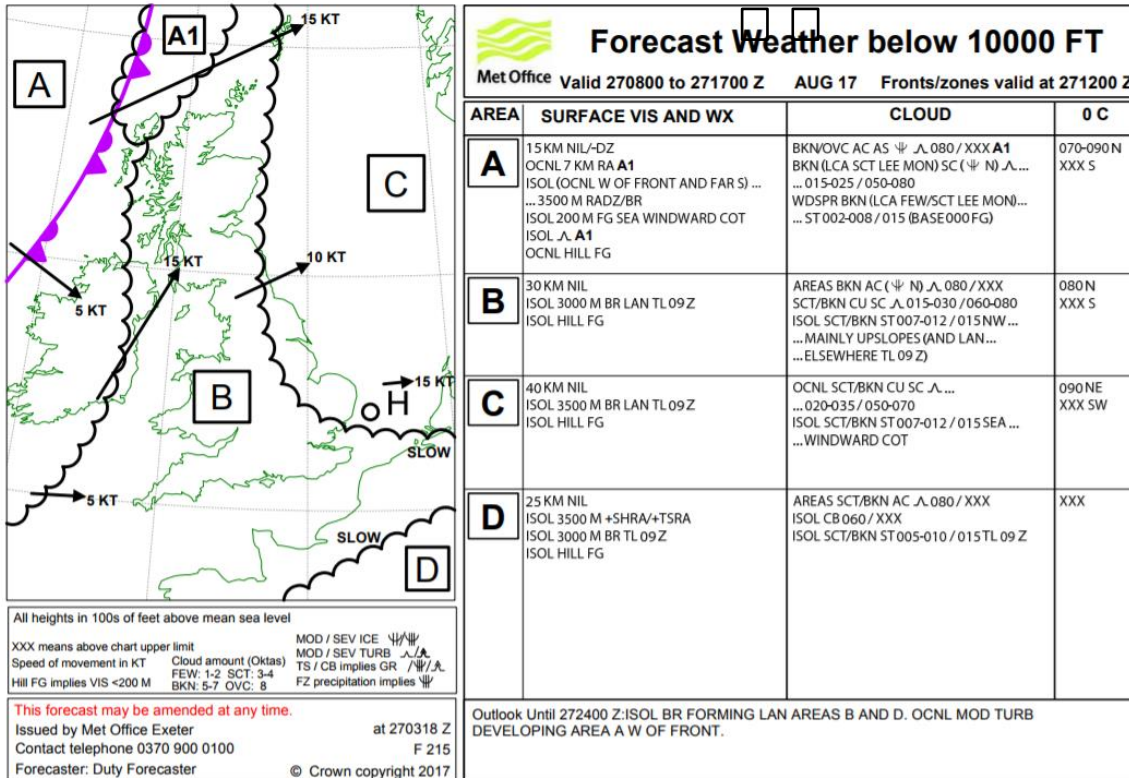 A
A1
15 KT
C
5 KT
15 KT
10 KT
B
15 KT
H
SLOW
5 KT
SLOW
D
All heights in 100s of feet above mean sea level
XXX means above chart upper limit
Speed of movement in KT
Hill FG implies VIS <200 M
Cloud amount (Oktas)
FEW: 1-2 SCT: 3-4
BKN: 5-7 OVC: 8
MOD / SEV ICE /
MOD / SEV TURB /
TS / CB implies GR / /
FZ precipitation implies
This forecast may be amended at any time.
Issued by Met Office Exeter at 270318 Z
Contact telephone 0370 900 0100 F 215
Forecaster: Duty Forecaster © Crown copyright 2017
Met Office
Forecast Weather below 10000 FT
Valid 270800 to 271700 Z AUG 17 Fronts/zones valid at 271200 Z
AREA SURFACE VIS AND WX CLOUD 0 C
A
15 KM NIL/-DZ
OCNL 7 KM RA A1
ISOL (OCNL W OF FRONT AND FAR S) ...
... 3500 M RADZ/BR
ISOL 200 M FG SEA WINDWARD COT
ISOL A1
OCNL HILL FG
BKN/OVC AC AS 080 / XXX A1
BKN (LCA SCT LEE MON) SC ( N) ...
... 015-025 / 050-080
WDSPR BKN (LCA FEW/SCT LEE MON)...
... ST 002-008 / 015 (BASE 000 FG)
070-090 N
XXX S
B
30 KM NIL
ISOL 3000 M BR LAN TL 09 Z
ISOL HILL FG
AREAS BKN AC ( N) 080 / XXX
SCT/BKN CU SC 015-030 / 060-080
ISOL SCT/BKN ST 007-012 / 015 NW ...
... MAINLY UPSLOPES (AND LAN ...
... ELSEWHERE TL 09 Z)
080 N
XXX S
C
40 KM NIL
ISOL 3500 M BR LAN TL 09 Z
ISOL HILL FG
OCNL SCT/BKN CU SC ...
... 020-035 / 050-070
ISOL SCT/BKN ST 007-012 / 015 SEA ...
... WINDWARD COT
090 NE
XXX SW
D
25 KM NIL
ISOL 3500 M +SHRA/+TSRA
ISOL 3000 M BR TL 09 Z
ISOL HILL FG
AREAS SCT/BKN AC 080 / XXX
ISOL CB 060 / XXX
ISOL SCT/BKN ST 005-010 / 015 TL 09 Z
XXX
Outlook Until 272400 Z:ISOL BR FORMING LAN AREAS B AND D. OCNL MOD TURB
DEVELOPING AREA A W OF FRONT.